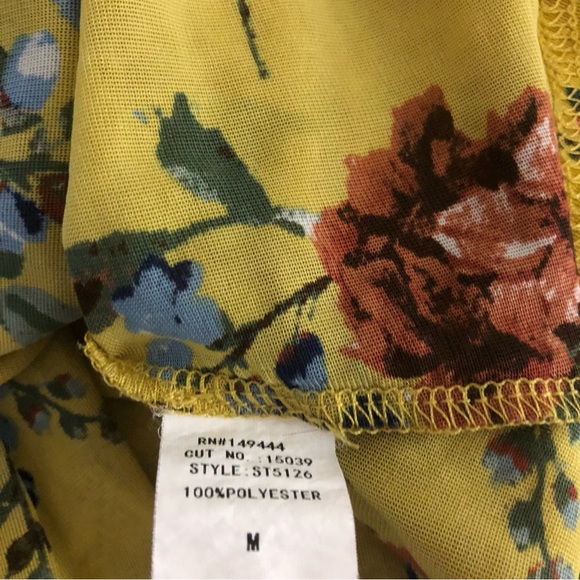 RN#149444
CUT NO. :15039
STYLE:ST5126
100%POLYESTER
M